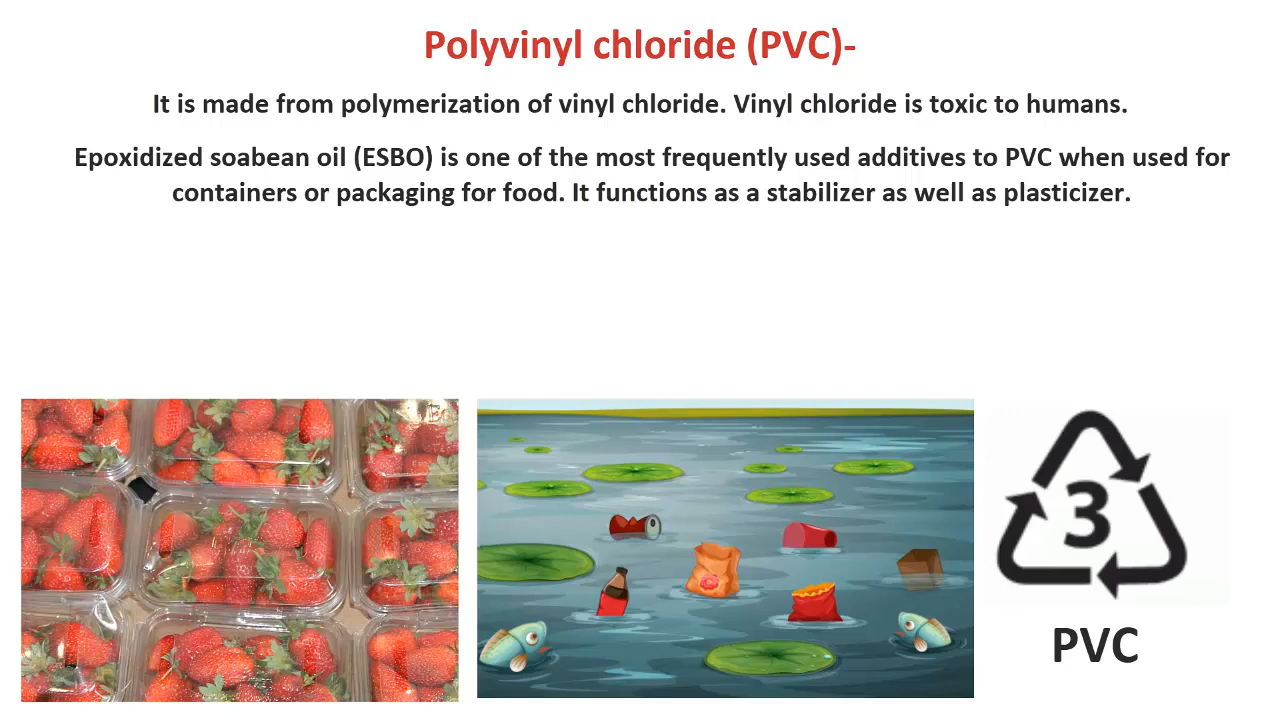 Polyvinyl chloride (PVC)-
It is made from polymerization of vinyl chloride. Vinyl chloride is toxic to humans.
Epoxidized soabean oil (ESBO) is one of the most frequently used additives to PVC when used for
containers or packaging for food. It functions as a stabilizer as well as plasticizer.
3
PVC